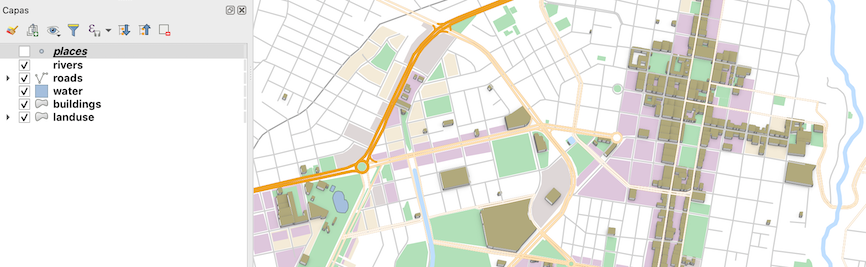 Capas
places
rivers
roads
water
buildings
landuse